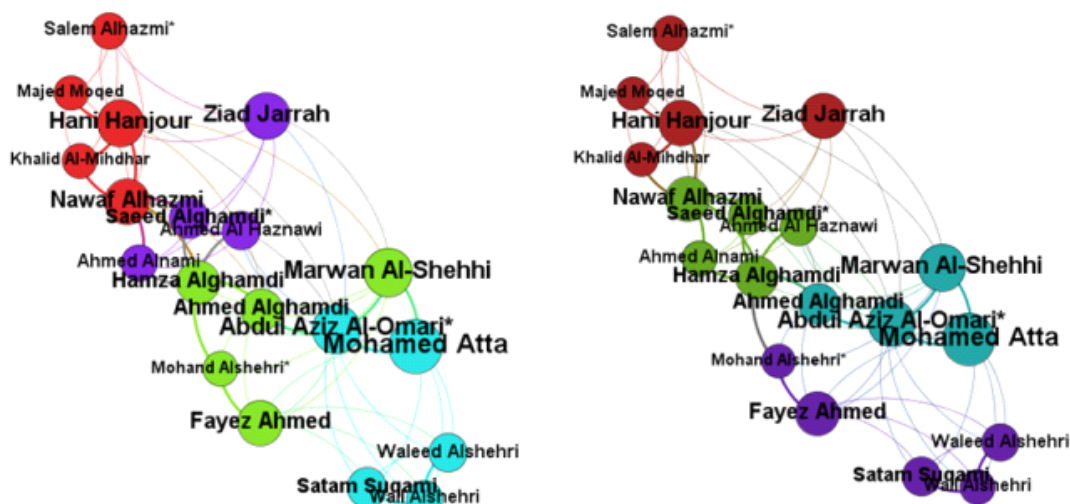 Salem Alhazmi*
Majed Moqed
Hani Hanjour
Ziad Jarrah
Khalid Al-Mihdhar
Nawaf Alhazmi
Saeed Alghamdi*
Ahmed Al Haznawi
Ahmed Alnami
Hamza Alghamdi
Marwan Al-Shehhi
Ahmed Alghamdi
Abdul Aziz Al-Omari*
Mohamed Atta
Mohand Alshehri*
Fayez Ahmed
Waleed Alshehri
Satam Suqami
Wail Alshehri
Salem Alhazmi*
Majed Moqed
Hani Hanjour
Ziad Jarrah
Khalid Al-Mihdhar
Nawaf Alhazmi
Saeed Alghamdi*
Ahmed Al Haznawi
Ahmed Alnami
Hamza Alghamdi
Marwan Al-Shehhi
Ahmed Alghamdi
Abdul Aziz Al-Omari*
Mohamed Atta
Mohand Alshehri*
Fayez Ahmed
Waleed Alshehri
Satam Suqami
Wail Alshehri